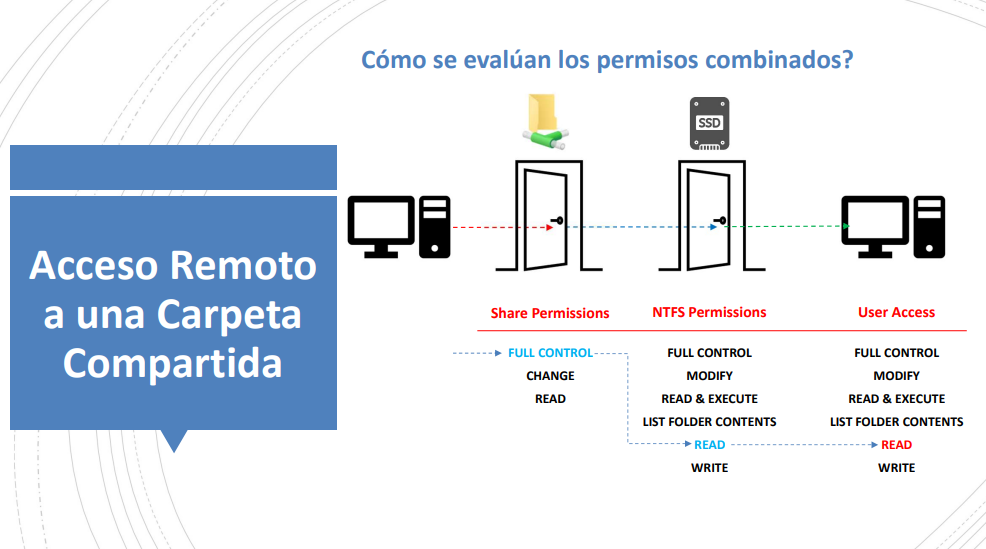 Cómo se evalúan los permisos combinados?
SSD
Acceso Remoto
a una Carpeta
Compartida
Share Permissions
NTFS Permissions
User Access
FULL CONTROL
FULL CONTROL
FULL CONTROL
CHANGE
MODIFY
MODIFY
READ
READ & EXECUTE
READ & EXECUTE
LIST FOLDER CONTENTS
LIST FOLDER CONTENTS
READ
READ
WRITE
WRITE